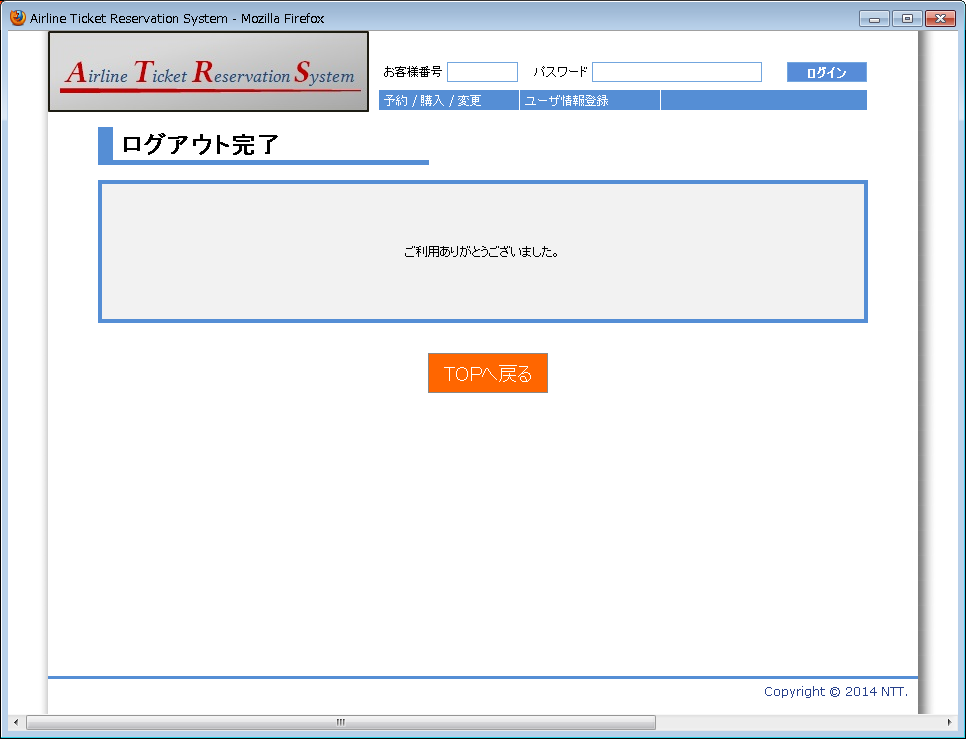 Airline Ticket Reservation System - Mozilla Firefox
Airline Ticket Reservation System
お客様番号 パスワード ログイン
予約 / 購入 / 変更 ユーザ情報登録
ログアウト完了
ご利用ありがとうございました。
TOPへ戻る
Copyright © 2014 NTT.